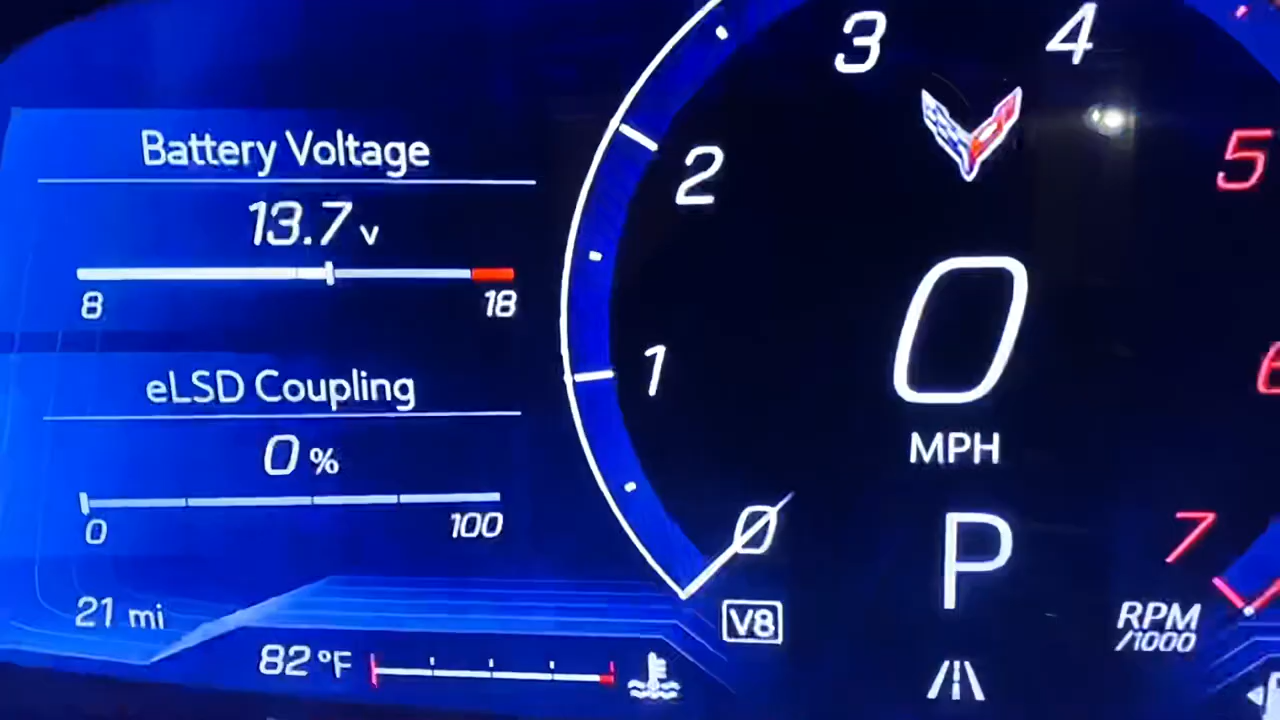 Battery Voltage
13.7 v
8 18
eLSD Coupling
0 %
0 100
21 mi
82 °F
0
1
2
3
4
5
6
7
0
MPH
P
V8
RPM
/1000